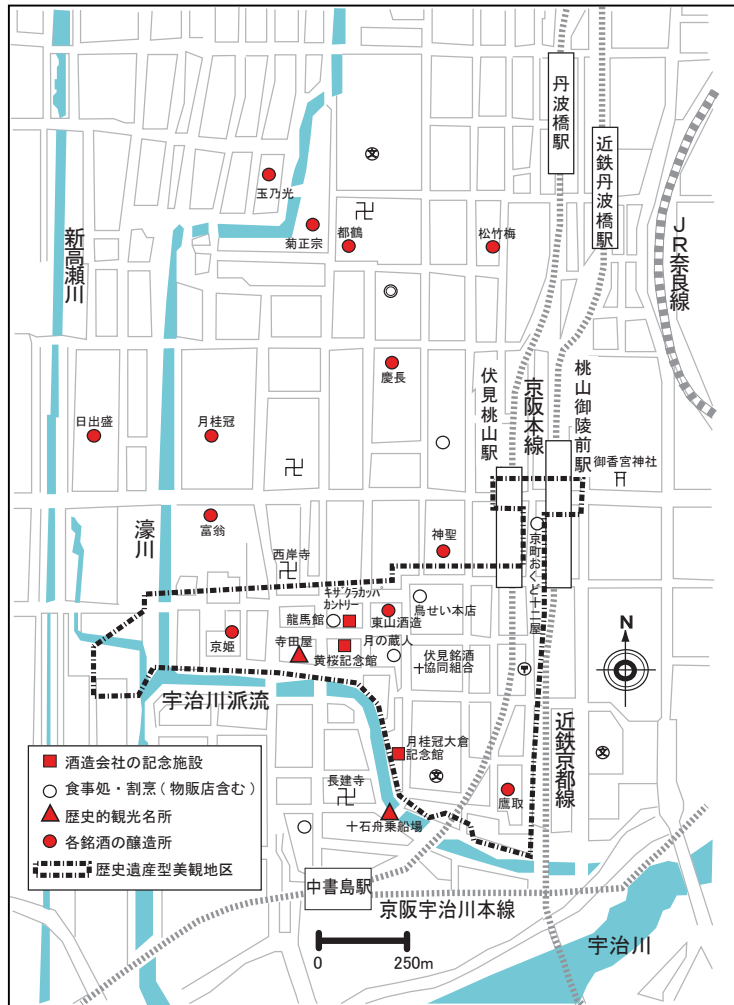 丹波橋駅
近鉄丹波橋駅
JR奈良線
玉乃光
菊正宗
都鶴
松竹梅
新高瀬川
慶長
伏見桃山駅
京阪本線
桃山御陵前駅
日出盛
月桂冠
御香宮神社
富翁
濠川
神聖
京町おくど十二屋
西岸寺
キザクラカッパ
カントリー
鳥せい本店
龍馬館
東山酒造
京姫
寺田屋
月の蔵人
黄桜記念館
伏見銘酒
協同組合
N
宇治川派流
近鉄京都線
月桂冠大倉
記念館
長建寺
鷹取
十石舟乗船場
酒造会社の記念施設
食事処・割烹(物販店含む)
歴史的観光名所
各銘酒の醸造所
歴史遺産型美観地区
中書島駅
京阪宇治川本線
宇治川
0 250m